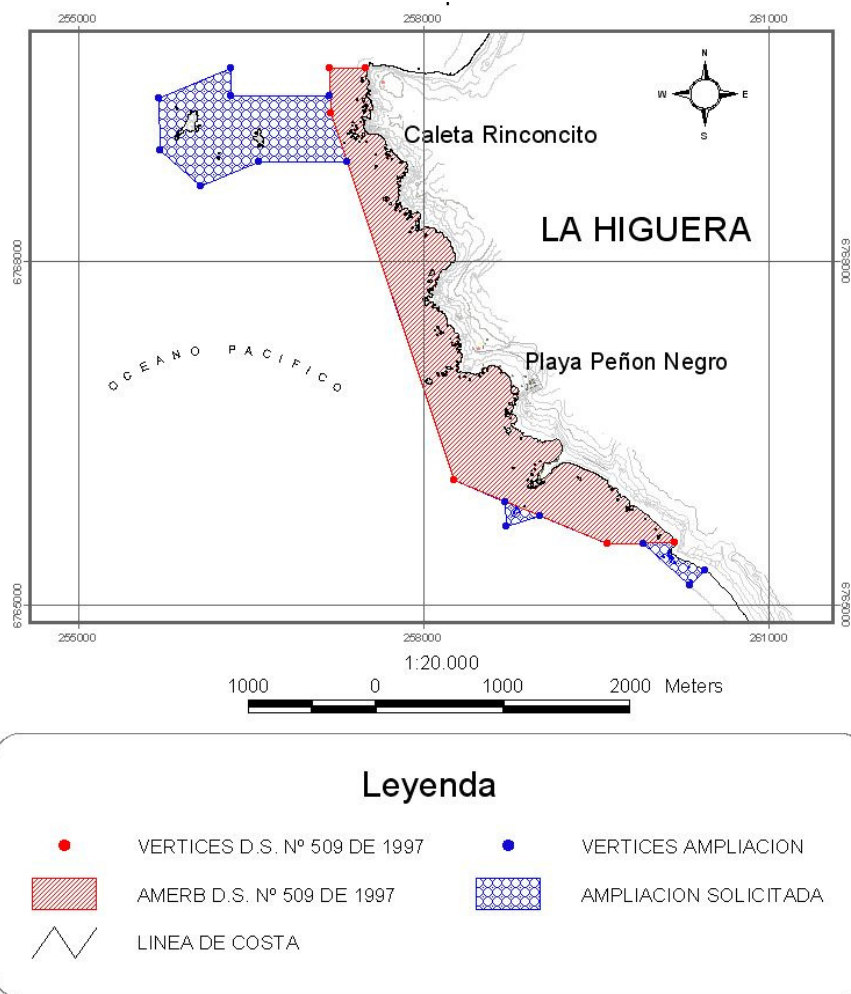 255000 258000 261000
N
W E
S
Caleta Rinconcito
LA HIGUERA
6768000 6768000
OCEANO PACIFICO
Playa Peñon Negro
6765000 6765000
255000 258000 261000
1:20.000
1000 0 1000 2000 Meters
Leyenda
VERTICES D.S. Nº 509 DE 1997
VERTICES AMPLIACION
AMERB D.S. Nº 509 DE 1997
AMPLIACION SOLICITADA
LINEA DE COSTA